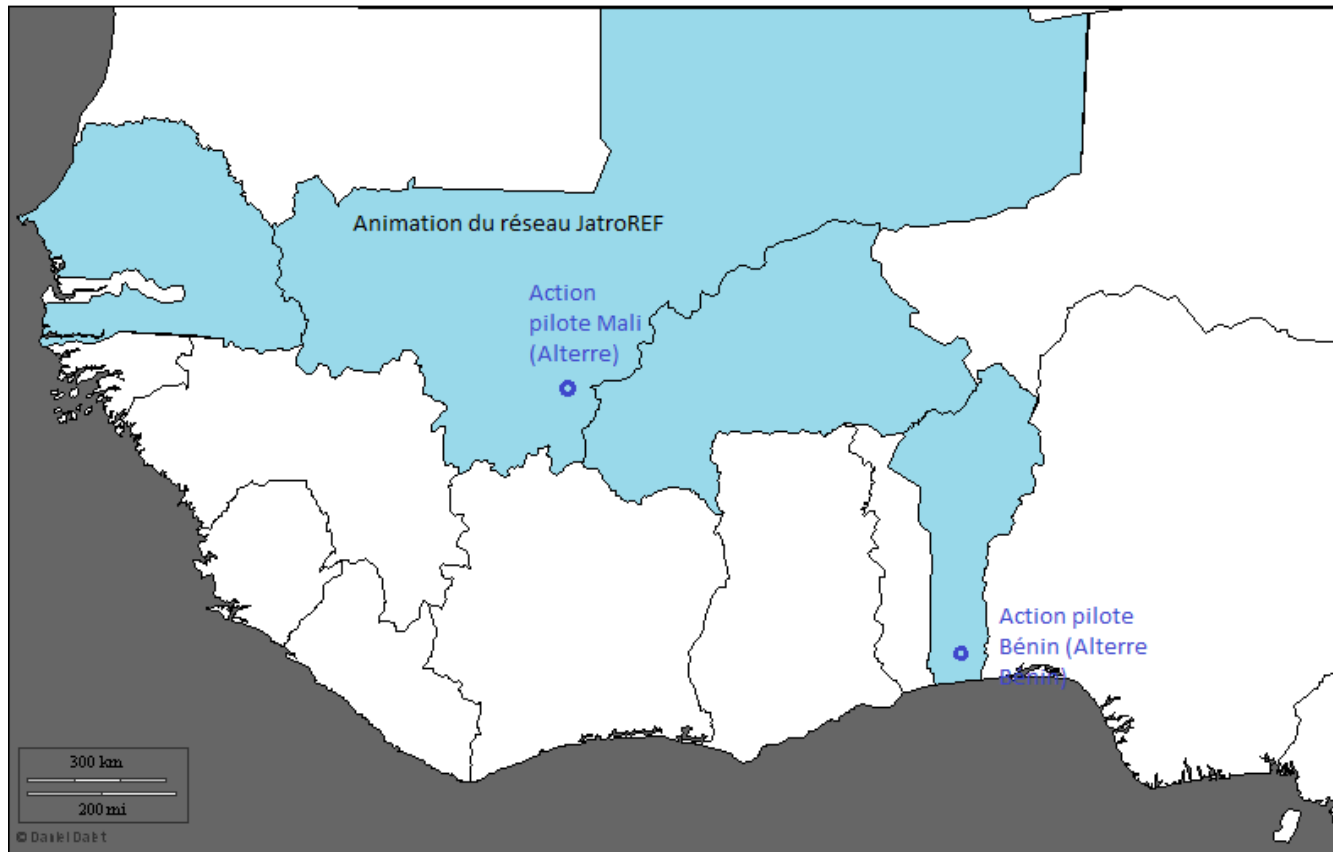 Animation du réseau JatroREF
Action
pilote Mali
(Alterre)
Action pilote
Bénin (Alterre
Bénin)
300 km
200 mi
© Daniel Dalet